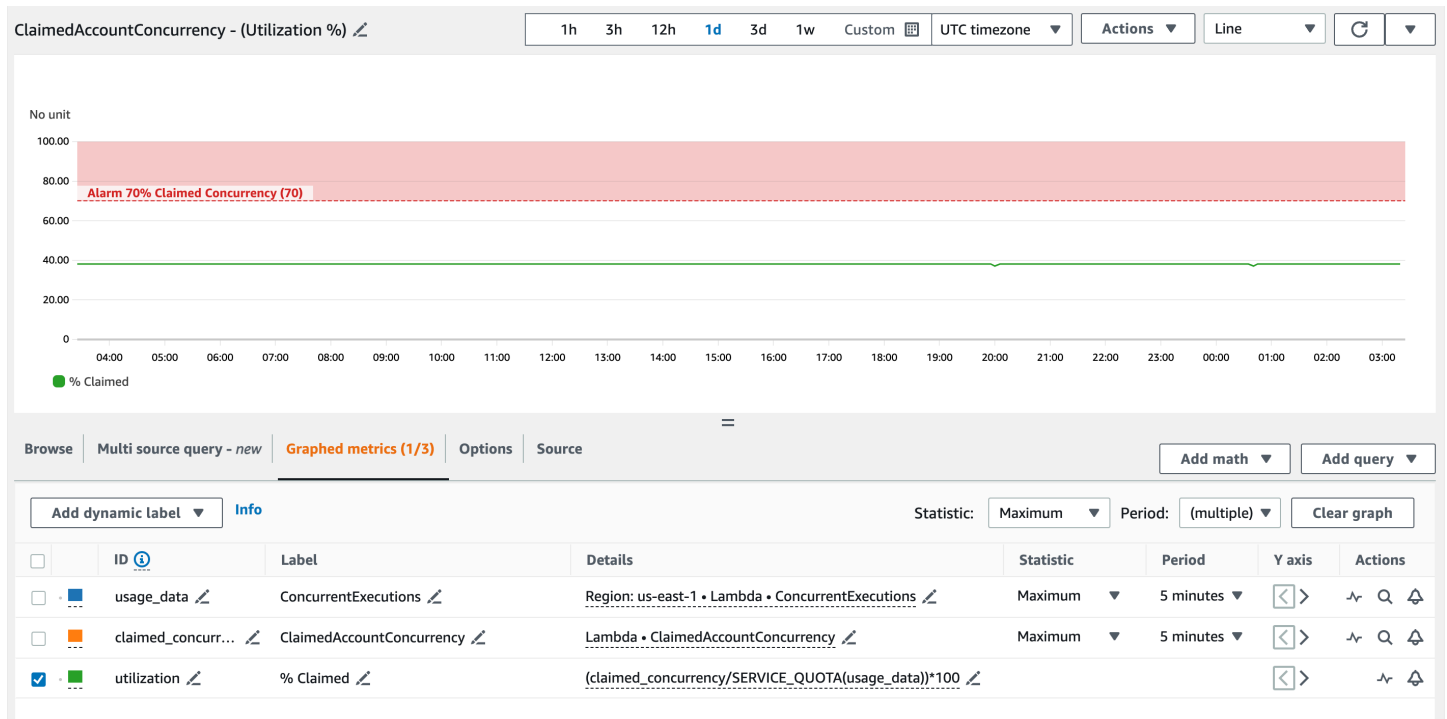 ClaimedAccountConcurrency - (Utilization %)
1h 3h 12h 1d 3d 1w Custom UTC timezone Actions Line
No unit
100.00
80.00
Alarm 70% Claimed Concurrency (70)
60.00
40.00
20.00
0
04:00 05:00 06:00 07:00 08:00 09:00 10:00 11:00 12:00 13:00 14:00 15:00 16:00 17:00 18:00 19:00 20:00 21:00 22:00 23:00 00:00 01:00 02:00 03:00
% Claimed
Browse Multi source query - new Graphed metrics (1/3) Options Source Add math Add query
Add dynamic label Info Statistic: Maximum Period: (multiple) Clear graph
ID Label Details Statistic Period Y axis Actions
usage_data ConcurrentExecutions Region: us-east-1 • Lambda • ConcurrentExecutions Maximum 5 minutes
claimed_concurr... ClaimedAccountConcurrency Lambda • ClaimedAccountConcurrency Maximum 5 minutes
utilization % Claimed (claimed_concurrency/SERVICE_QUOTA(usage_data))*100